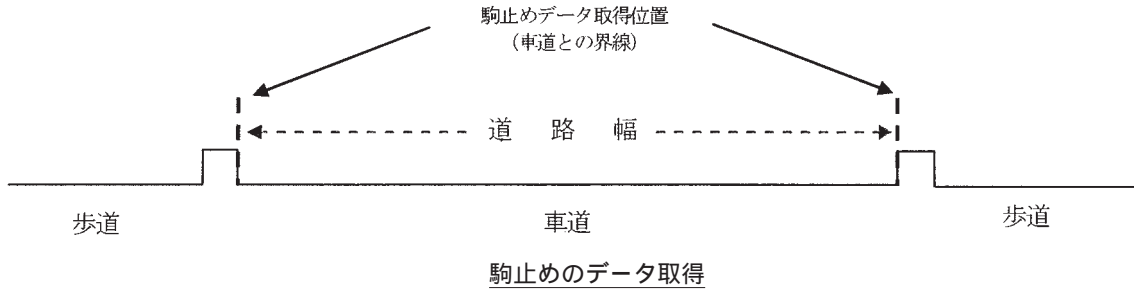 駒止めデータ取得位置
(車道との界線)
道路幅
歩道
車道
歩道
駒止めのデータ取得